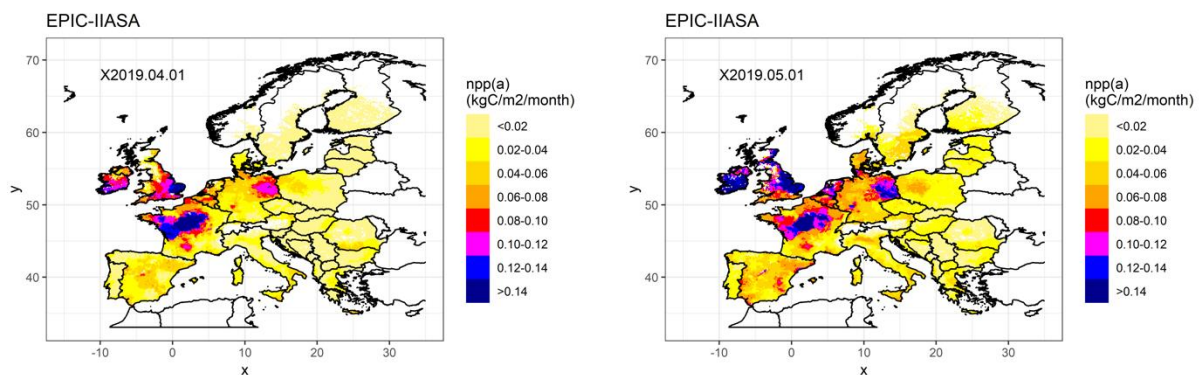 EPIC-IIASA
X2019.04.01
70
60
50
40
y
-10
0
10
20
30
x
npp(a)
(kgC/m2/month)
<0.02
0.02-0.04
0.04-0.06
0.06-0.08
0.08-0.10
0.10-0.12
0.12-0.14
>0.14
EPIC-IIASA
X2019.05.01
70
60
50
40
y
-10
0
10
20
30
x
npp(a)
(kgC/m2/month)
<0.02
0.02-0.04
0.04-0.06
0.06-0.08
0.08-0.10
0.10-0.12
0.12-0.14
>0.14